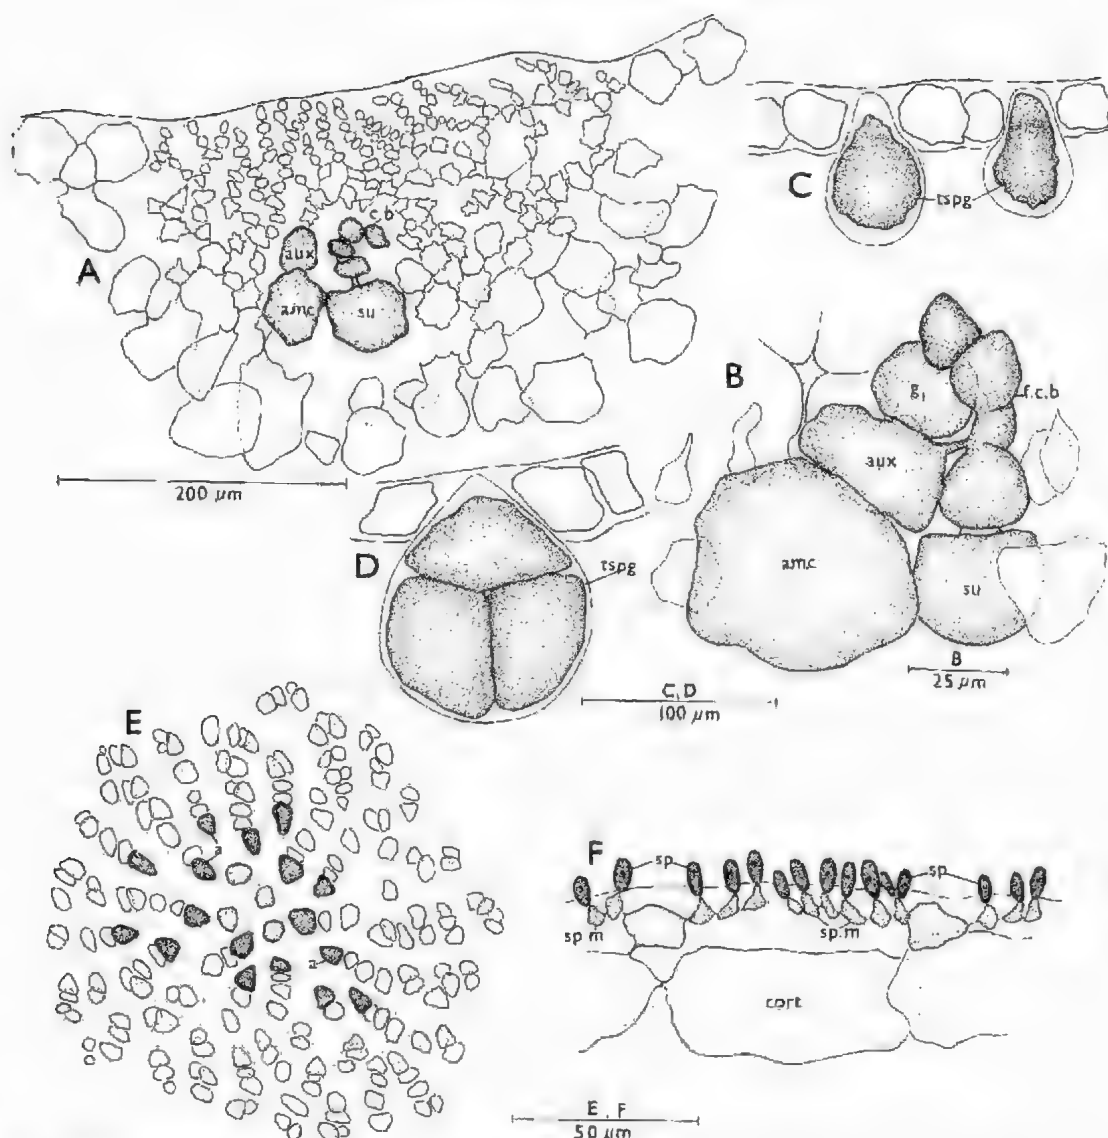 A
c.b
aux
amc
su
200 µm
C
tspg
B
g₁
f.c.b
aux
amc
su
B
25 µm
D
tspg
C, D
100 µm
E
a
a
F
sp
sp
sp m
sp m
cort
E, F
50 µm